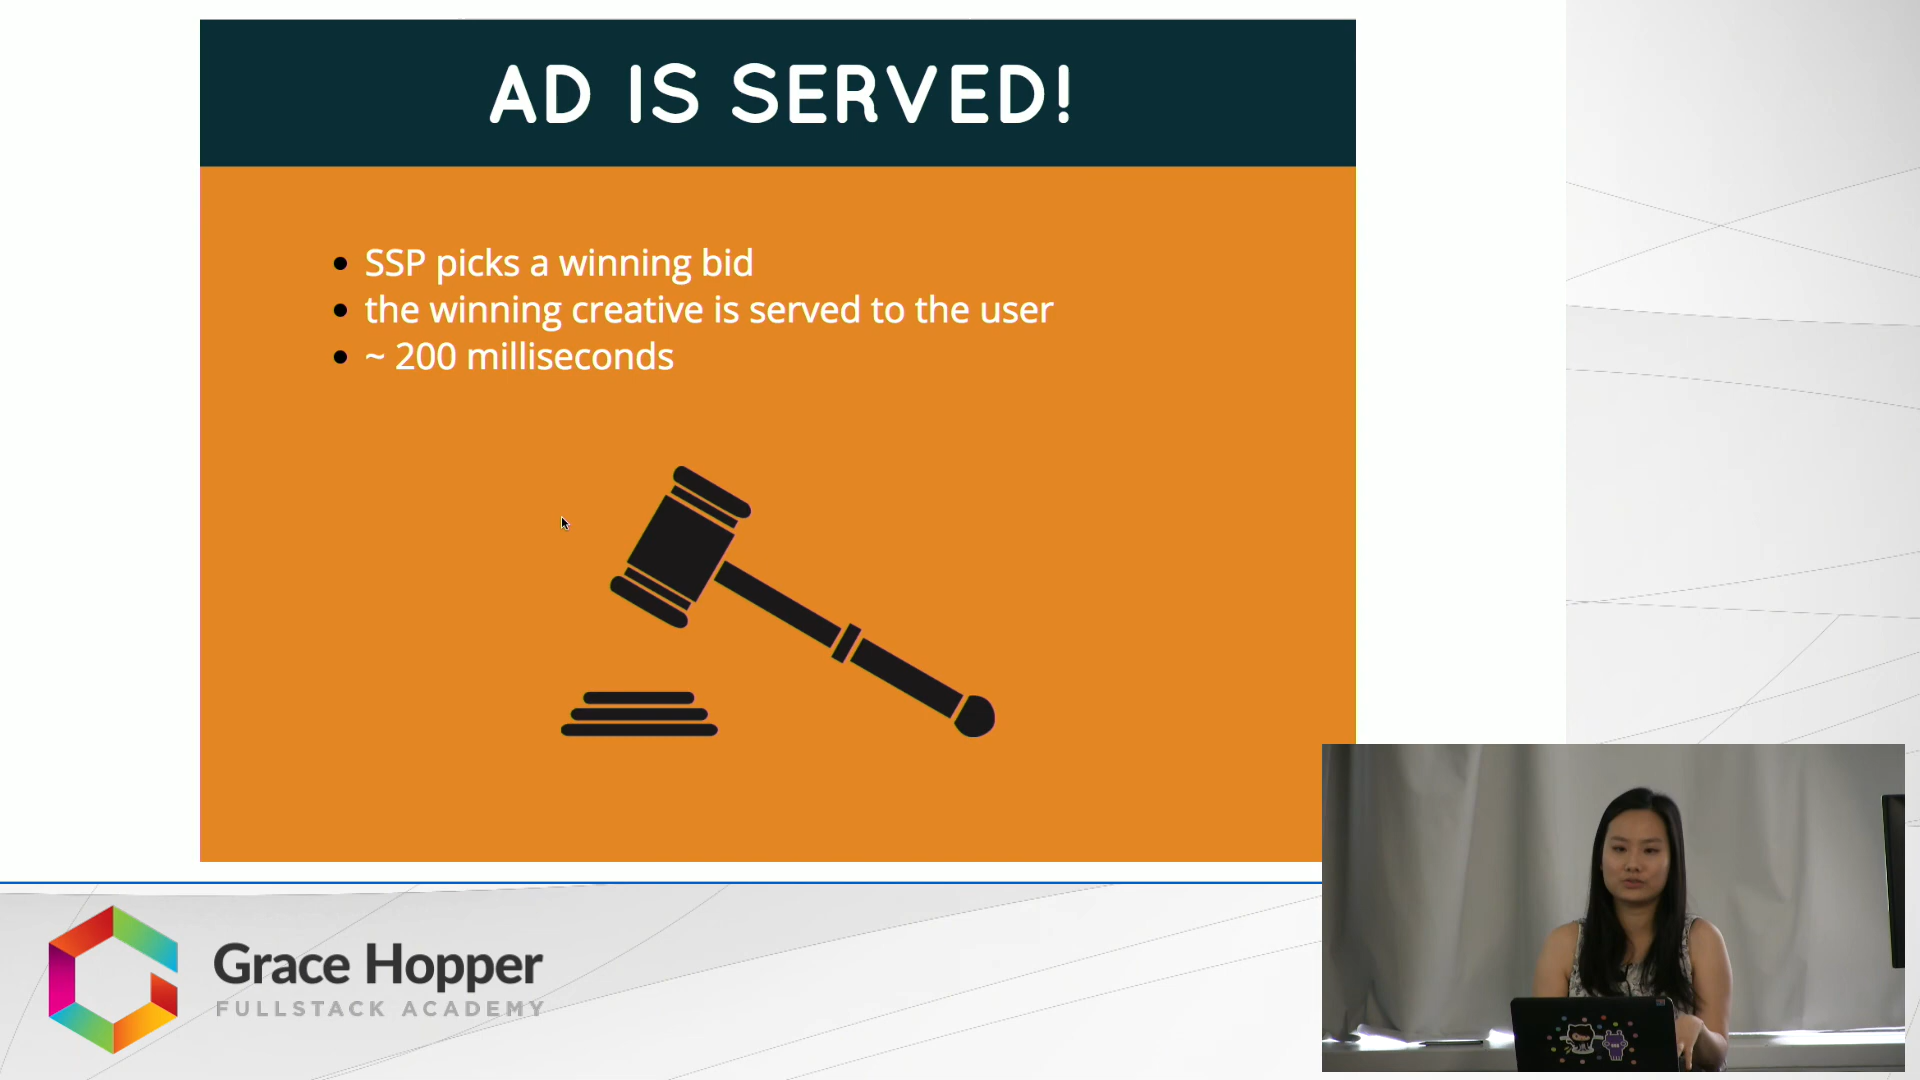 AD IS SERVED!
SSP picks a winning bid
the winning creative is served to the user
~ 200 milliseconds
Grace Hopper
FULLSTACK ACADEMY